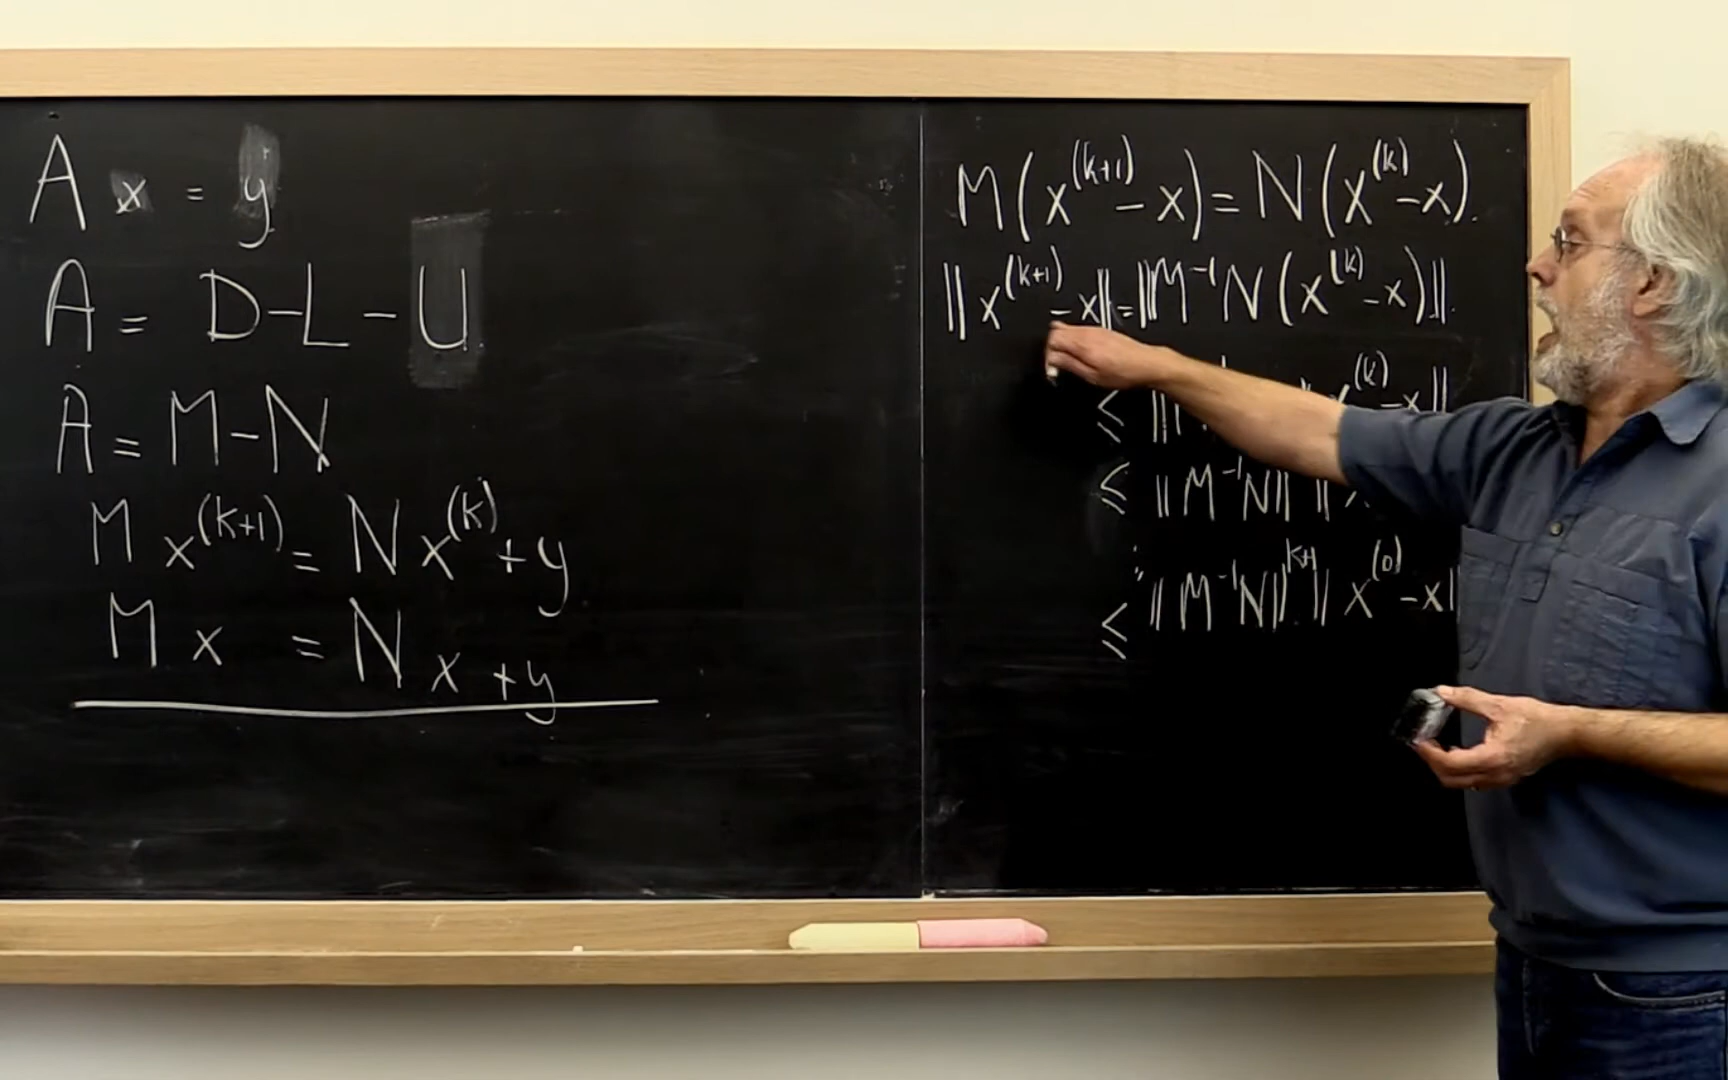 A x = y
A = D - L - U
A = M - N
M x^(k+1) = N x^(k) + y
M x = N x + y
M(x^(k+1) - x) = N(x^(k) - x).
||x^(k+1) - x|| = ||M^-1 N(x^(k) - x)||.
≤ || x^(k) - x||
≤ ||M^-1 N|| ||
⋮
≤ ||M^-1 N||^k+1 ||x^(0) - x|